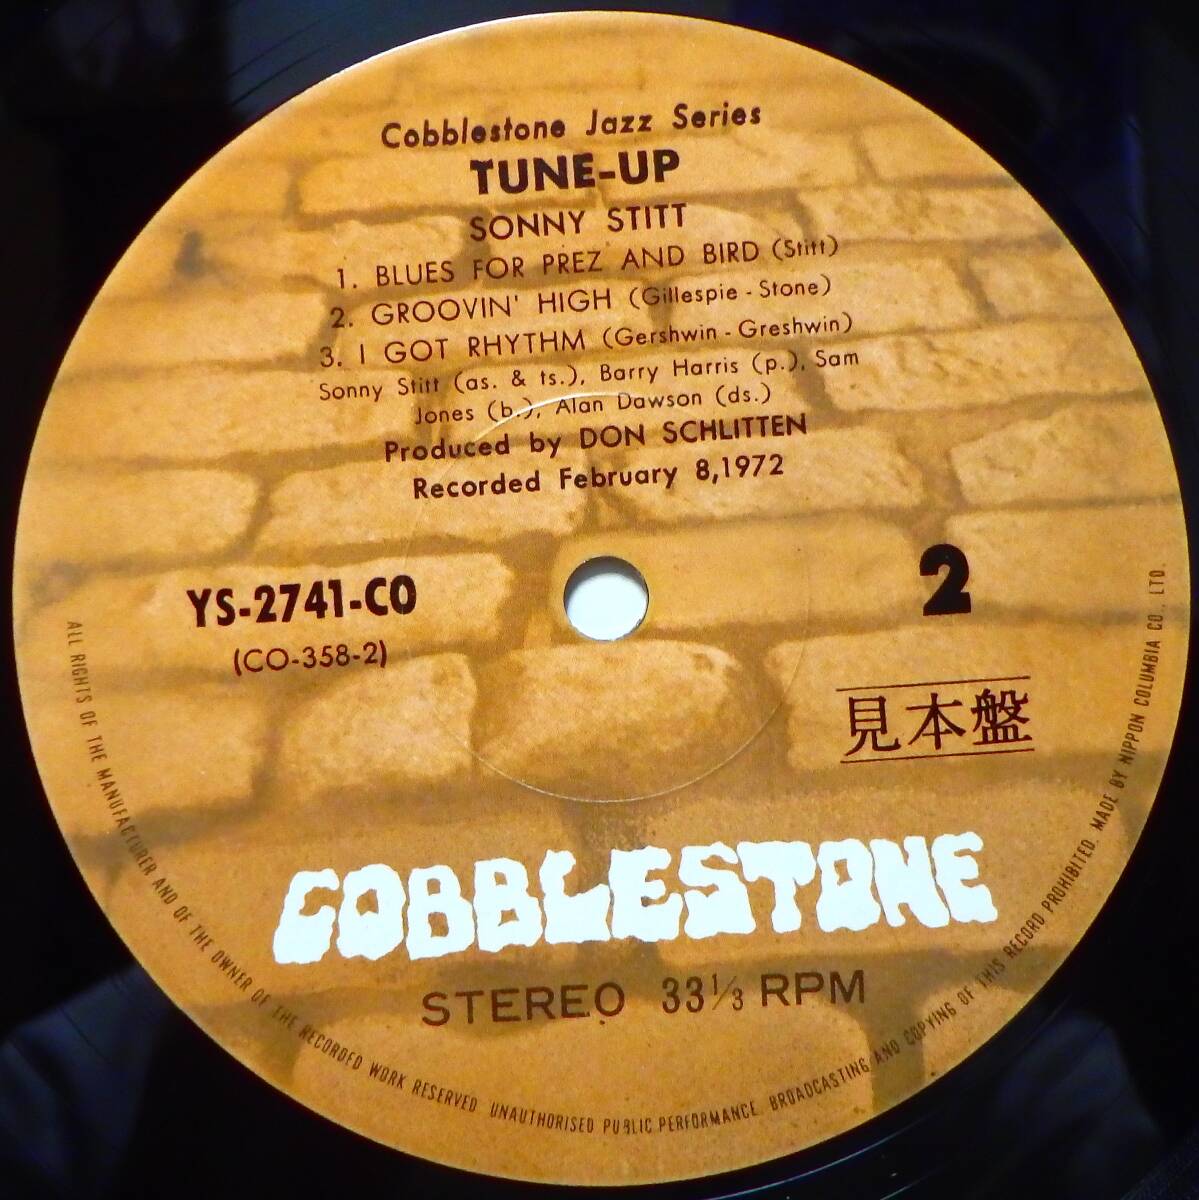 Cobblestone Jazz Series
TUNE-UP
SONNY STITT
1. BLUES FOR PREZ AND BIRD (Stitt)
2. GROOVIN' HIGH (Gillespie - Stone)
3. I GOT RHYTHM (Gershwin - Greshwin)
Sonny Stitt (as. & ts.), Barry Harris (p.), Sam
Jones (b.), Alan Dawson (ds.)
Produced by DON SCHLITTEN
Recorded February 8,1972
YS-2741-CO
(CO-358-2)
2
見本盤
COBBLESTONE
STEREO 33 1/3 RPM
ALL RIGHTS OF THE MANUFACTURER AND OF THE OWNER OF THE RECORDED WORK RESERVED. UNAUTHORISED PUBLIC PERFORMANCE. BROADCASTING AND COPYING OF THIS RECORD PROHIBITED. MADE BY NIPPON COLUMBIA CO., LTD.